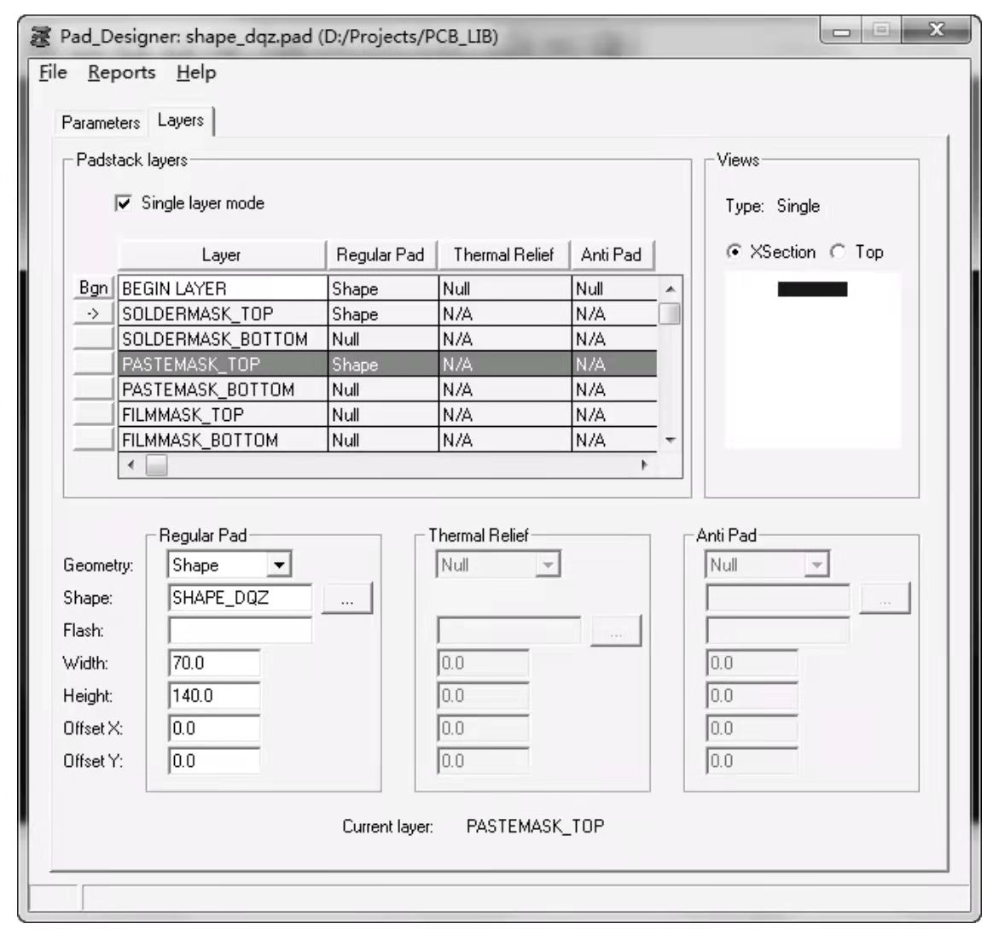 Pad_Designer: shape_dqz.pad (D:/Projects/PCB_LIB)
File Reports Help
Parameters Layers
Padstack layers
Single layer mode
Layer Regular Pad Thermal Relief Anti Pad
Bgn BEGIN LAYER Shape Null Null
-> SOLDERMASK_TOP Shape N/A N/A
SOLDERMASK_BOTTOM Null N/A N/A
PASTEMASK_TOP Shape N/A N/A
PASTEMASK_BOTTOM Null N/A N/A
FILMMASK_TOP Null N/A N/A
FILMMASK_BOTTOM Null N/A N/A
Views
Type: Single
XSection Top
Regular Pad Thermal Relief Anti Pad
Geometry: Shape Null Null
Shape: SHAPE_DQZ ... ...
Flash: ...
Width: 70.0 0.0 0.0
Height: 140.0 0.0 0.0
Offset X: 0.0 0.0 0.0
Offset Y: 0.0 0.0 0.0
Current layer: PASTEMASK_TOP